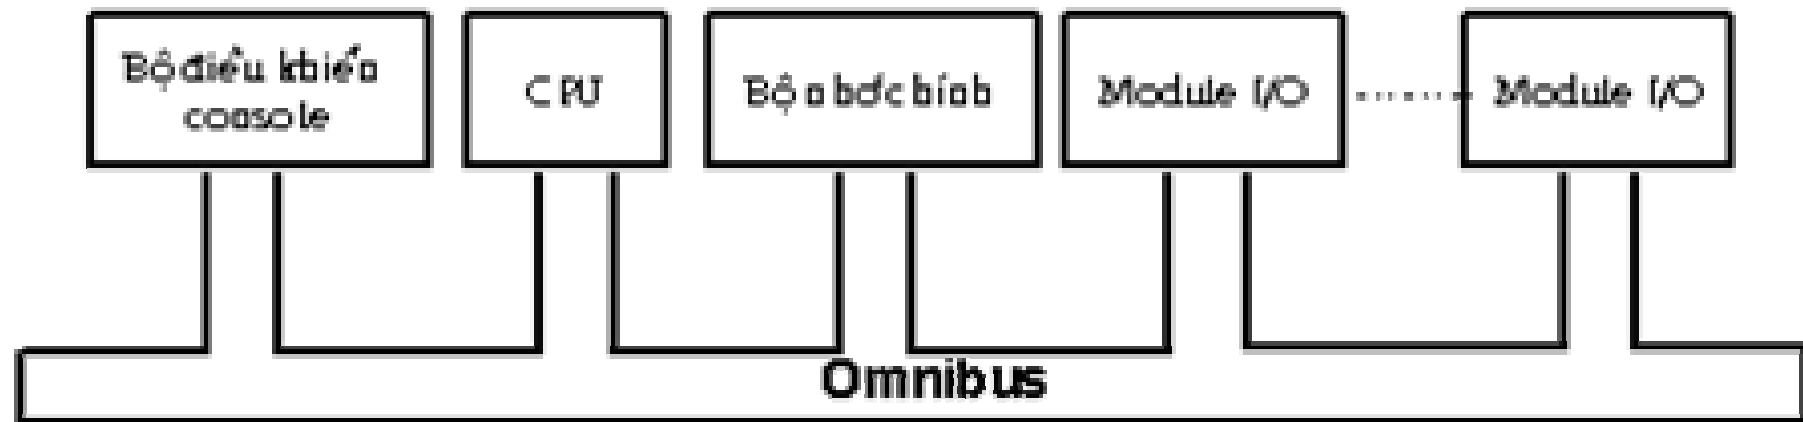 Bộ điều khiển
console
CPU
Bộ nhớ chính
Module I/O
Module I/O
Omnibus